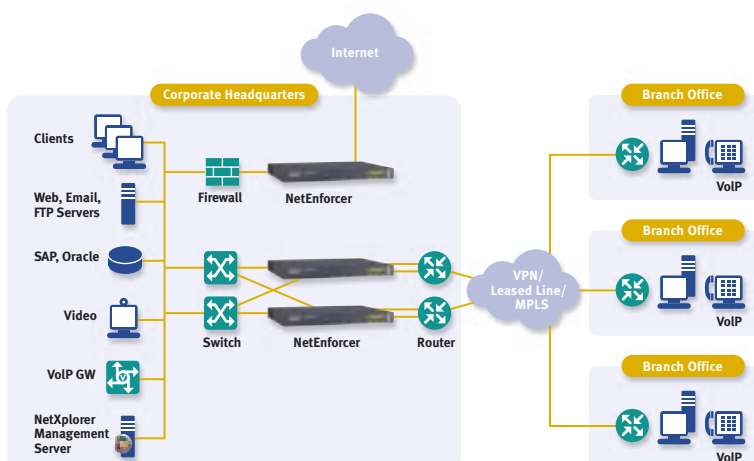 Internet
Corporate Headquarters
Clients
Web, Email,
FTP Servers
SAP, Oracle
Video
VoIP GW
NetXplorer
Management
Server
Firewall
NetEnforcer
Switch
NetEnforcer
Router
VPN/
Leased Line/
MPLS
Branch Office
VoIP
Branch Office
VoIP
Branch Office
VoIP
V